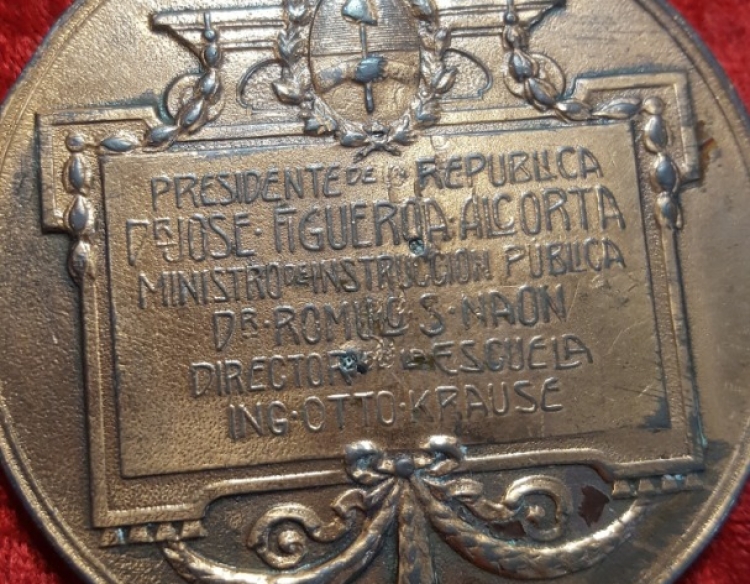 PRESIDENTE DE LA REPUBLICA
DR JOSE · FIGUEROA · ALCORTA
MINISTRO DE INSTRUCCION PÚBLICA
DR · ROMULO S · NAON
DIRECTOR DE LA ESCUELA
ING · OTTO · KRAUSE